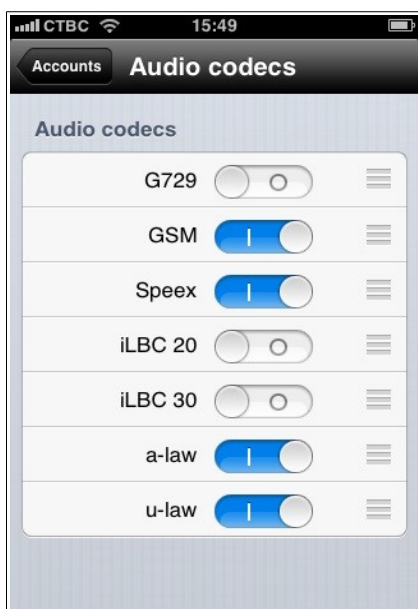 CTBC 15:49
Accounts Audio codecs
Audio codecs
G729
GSM
Speex
iLBC 20
iLBC 30
a-law
u-law